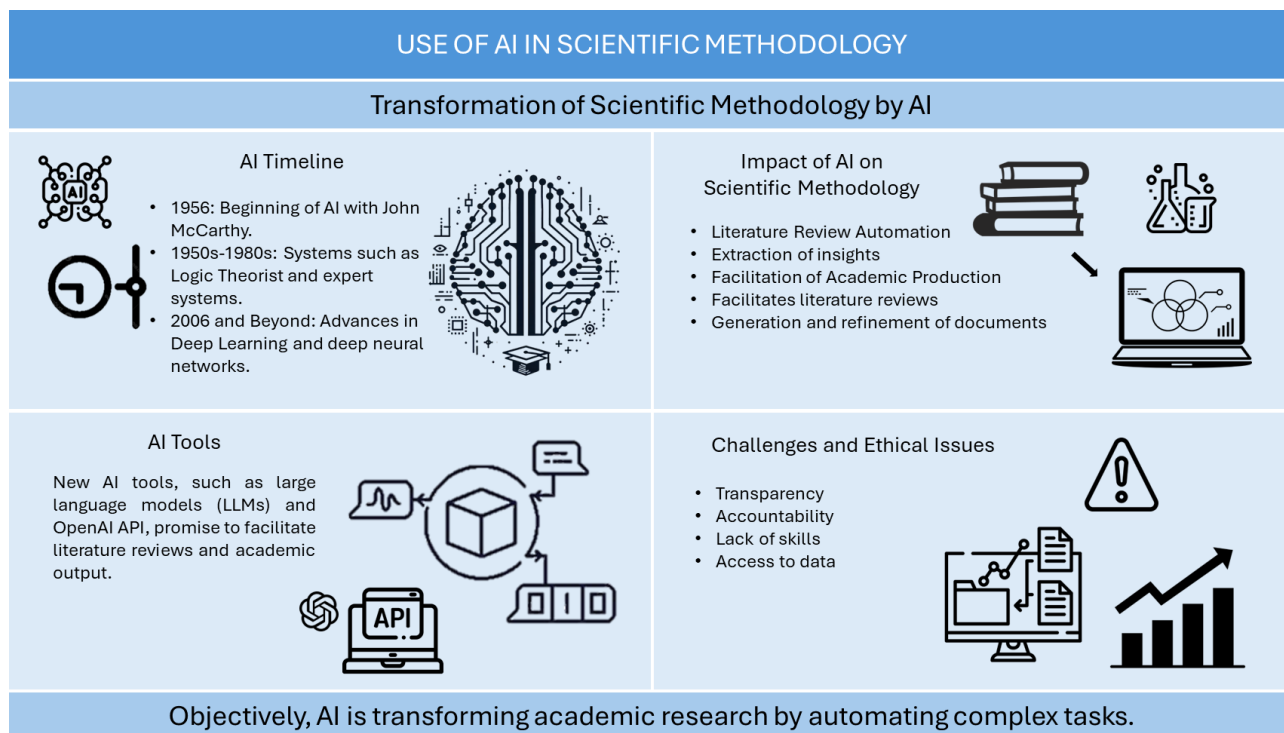 USE OF AI IN SCIENTIFIC METHODOLOGY
Transformation of Scientific Methodology by AI
AI Timeline
• 1956: Beginning of AI with John
McCarthy.
• 1950s-1980s: Systems such as
Logic Theorist and expert
systems.
• 2006 and Beyond: Advances in
Deep Learning and deep neural
networks.
AI
Impact of AI on
Scientific Methodology
• Literature Review Automation
• Extraction of insights
• Facilitation of Academic Production
• Facilitates literature reviews
• Generation and refinement of documents
AI Tools
New AI tools, such as large
language models (LLMs) and
OpenAI API, promise to facilitate
literature reviews and academic
output.
API
Challenges and Ethical Issues
• Transparency
• Accountability
• Lack of skills
• Access to data
Objectively, AI is transforming academic research by automating complex tasks.